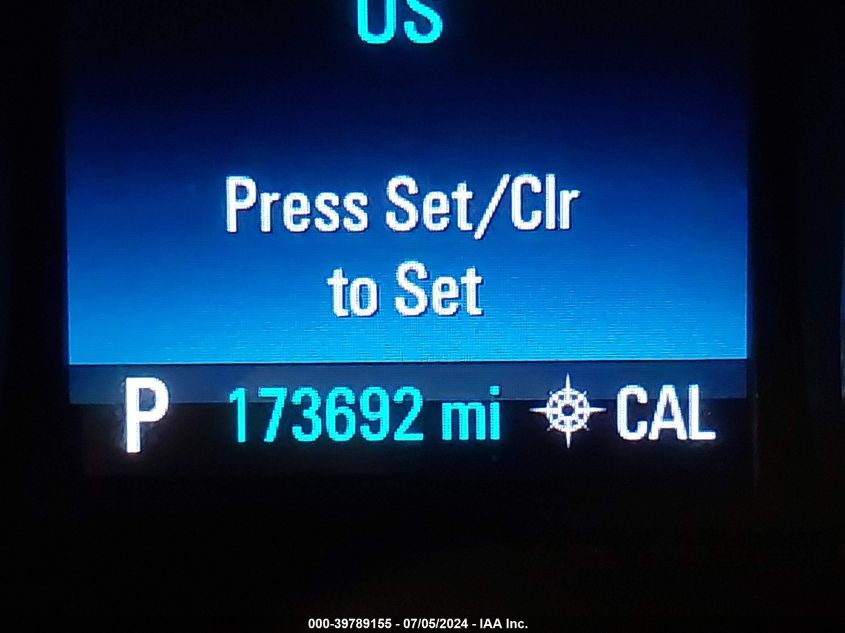 US
Press Set/Clr
to Set
P 173692 mi CAL
000-39789155 - 07/05/2024 - IAA Inc.